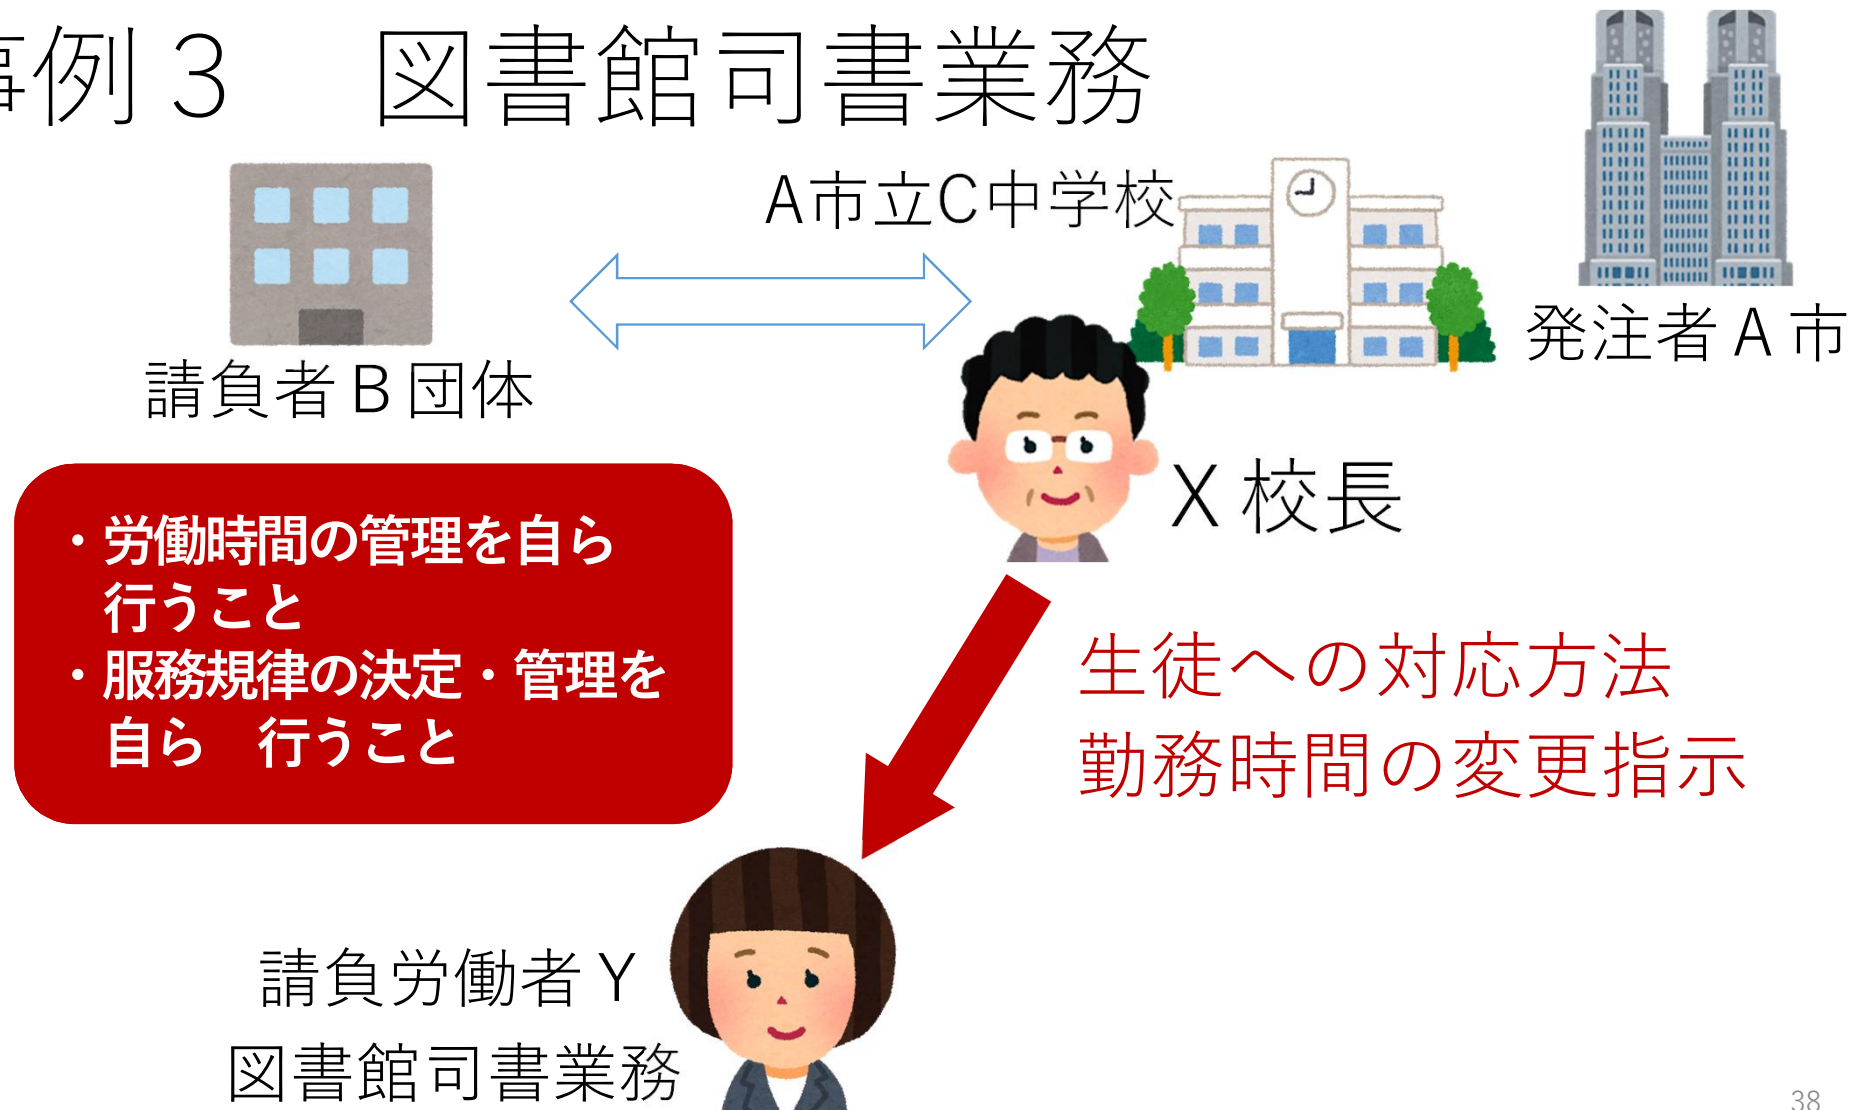 事例３　図書館司書業務
A市立C中学校
発注者A市
請負者B団体
X校長
・労働時間の管理を自ら
行うこと
・服務規律の決定・管理を
自ら　行うこと
生徒への対応方法
勤務時間の変更指示
請負労働者Y
図書館司書業務
38